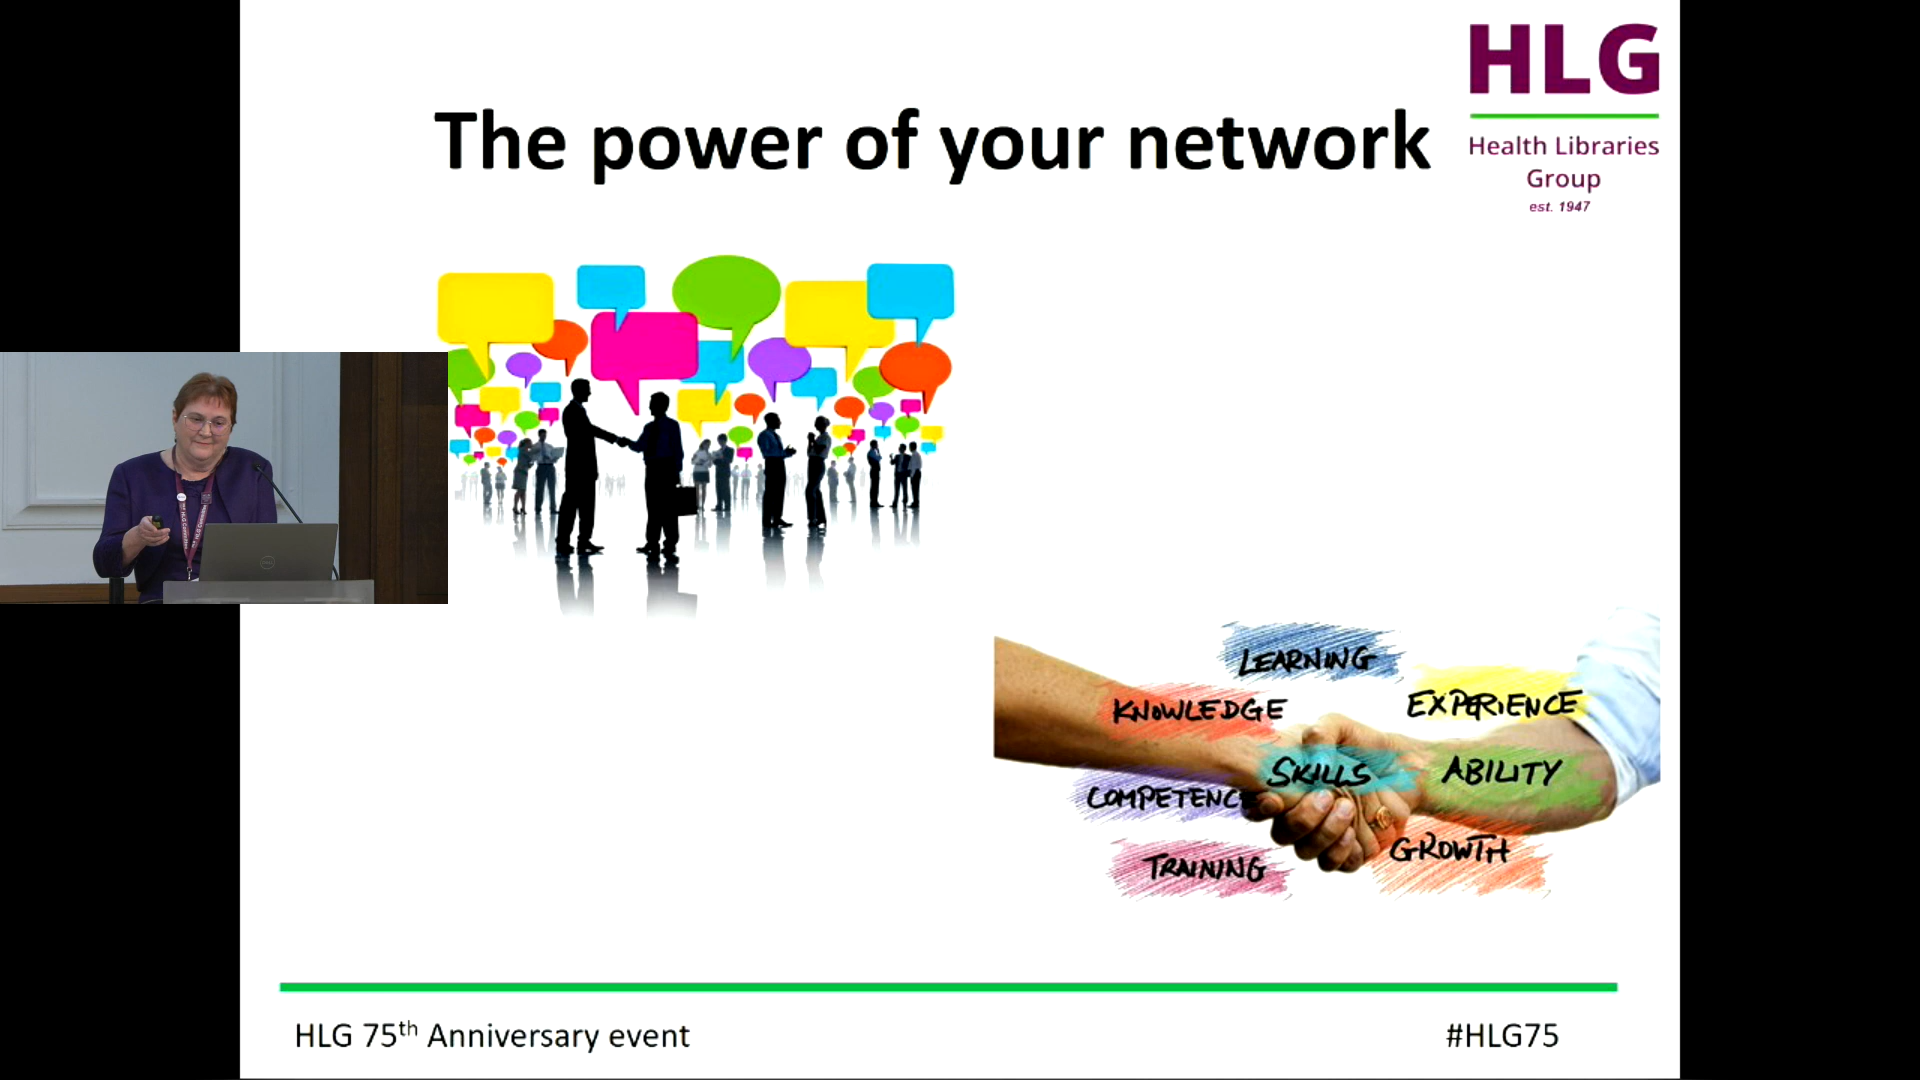 HLG
Health Libraries
Group
est. 1947
The power of your network
LEARNING
KNOWLEDGE
EXPERIENCE
SKILLS
ABILITY
COMPETENCE
GROWTH
TRAINING
HLG 75th Anniversary event
#HLG75